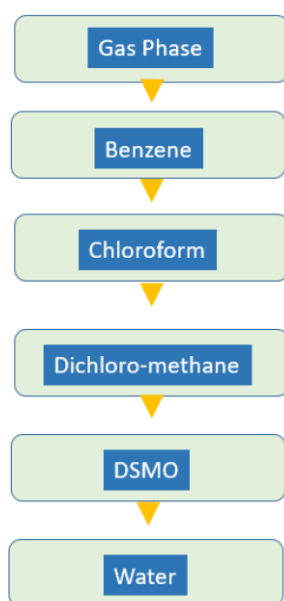 Gas Phase
Benzene
Chloroform
Dichloro-methane
DSMO
Water